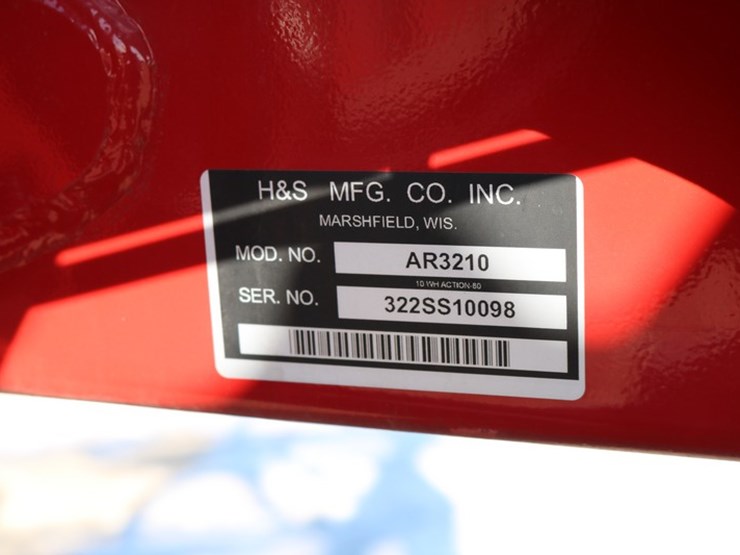 H&S MFG. CO. INC.
MARSHFIELD, WIS.
MOD. NO. AR3210
10 WH ACTION-80
SER. NO. 322SS10098